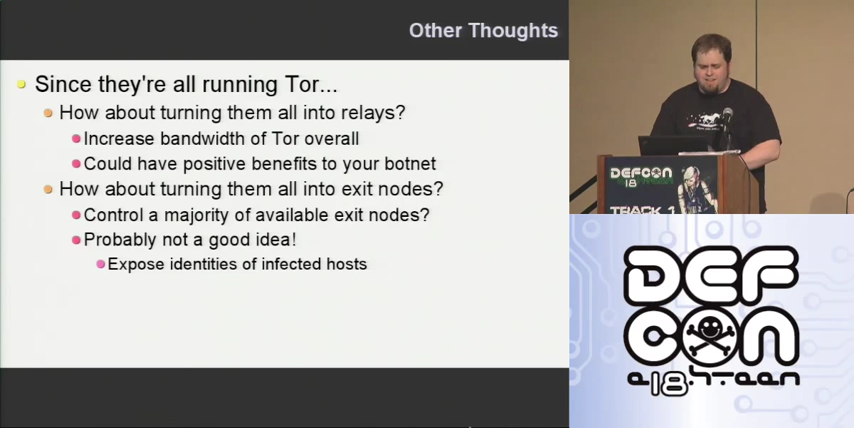 Other Thoughts
Since they're all running Tor...
How about turning them all into relays?
Increase bandwidth of Tor overall
Could have positive benefits to your botnet
How about turning them all into exit nodes?
Control a majority of available exit nodes?
Probably not a good idea!
Expose identities of infected hosts
DEFCON
18
TRACK 1
DEF
CON